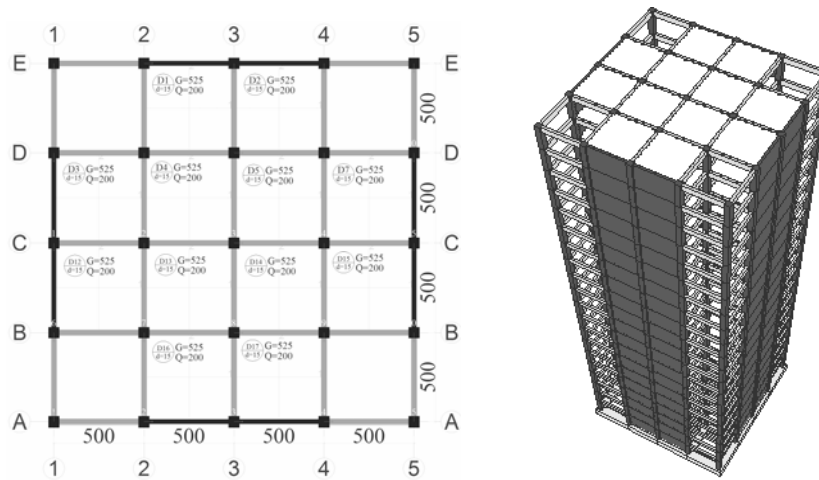 1 2 3 4 5
E E
D1 G=525 D2 G=525
d=15 Q=200 d=15 Q=200
500
D D
D3 G=525 D4 G=525 D5 G=525 D7 G=525
d=15 Q=200 d=15 Q=200 d=15 Q=200 d=15 Q=200
500
C C
D12 G=525 D13 G=525 D14 G=525 D15 G=525
d=15 Q=200 d=15 Q=200 d=15 Q=200 d=15 Q=200
500
B B
D16 G=525 D17 G=525
d=15 Q=200 d=15 Q=200
500
A A
500 500 500 500
1 2 3 4 5